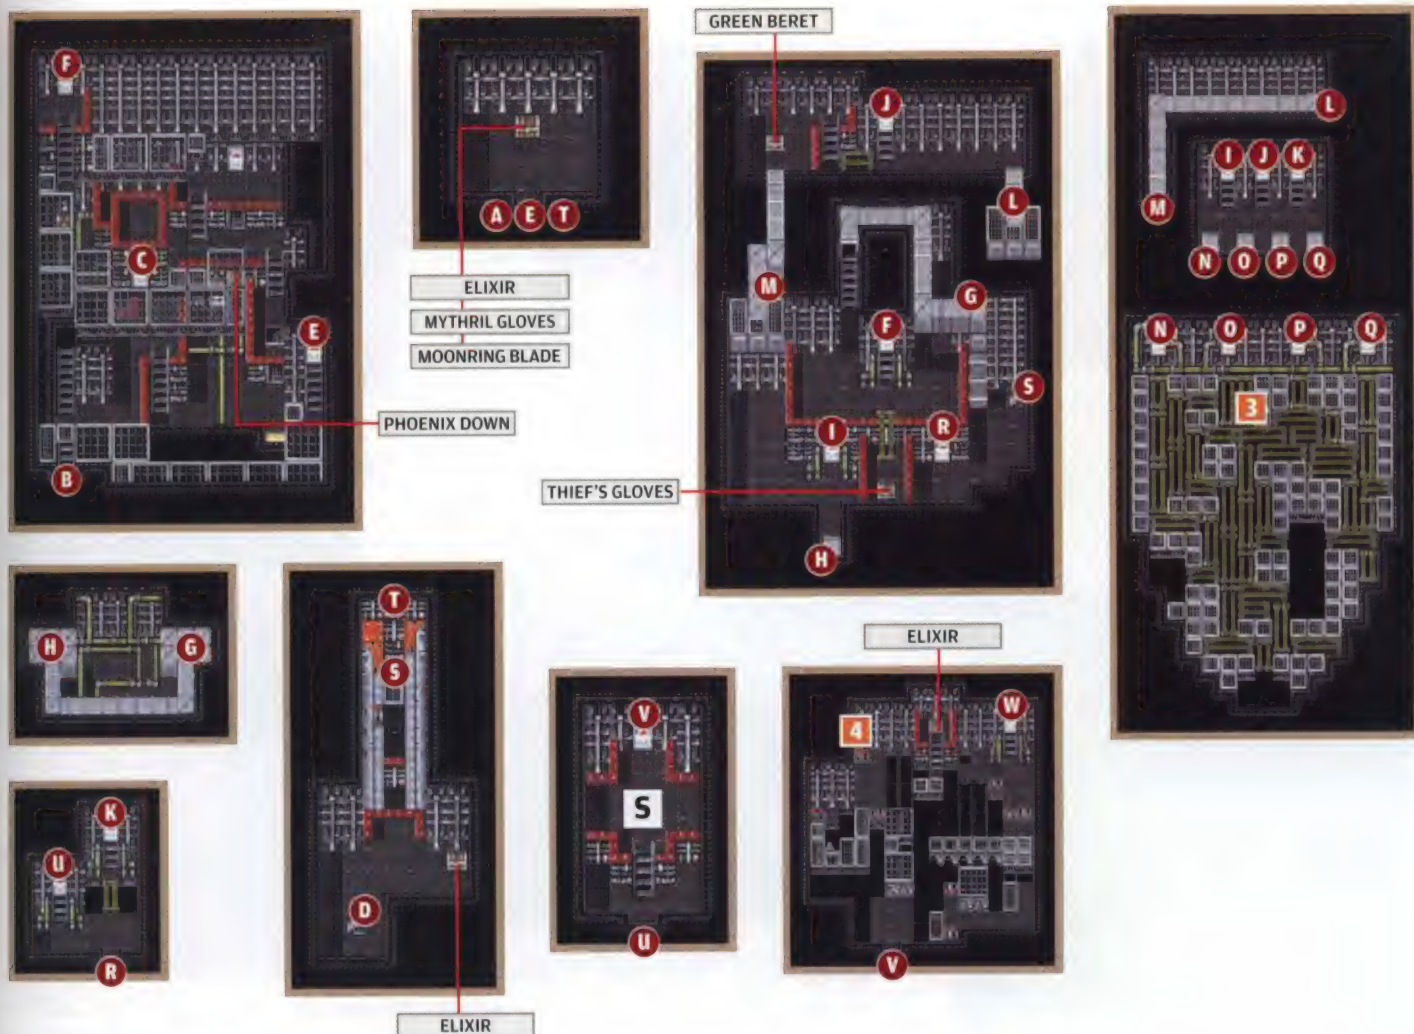 GREEN BERET
F
J
L
I J K
M
N O P Q
A E T
C
ELIXIR
MYTHRIL GLOVES
MOONRING BLADE
L
M
G
F
E
S
N O P Q
3
PHOENIX DOWN
I
R
B
THIEF'S GLOVES
H
T
ELIXIR
H G
S
V
4
W
S
K
U
D
U
V
R
ELIXIR